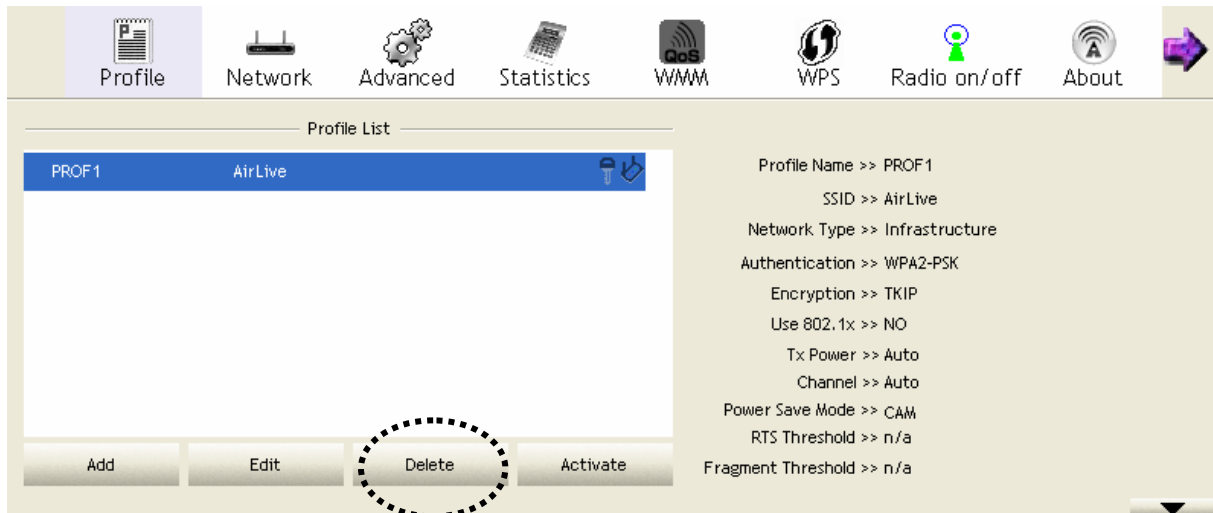 Profile Network Advanced Statistics QoS WMM WPS Radio on/off About
Profile List
PROF1 AirLive
Add Edit Delete Activate
Profile Name >> PROF1
SSID >> AirLive
Network Type >> Infrastructure
Authentication >> WPA2-PSK
Encryption >> TKIP
Use 802.1x >> NO
Tx Power >> Auto
Channel >> Auto
Power Save Mode >> CAM
RTS Threshold >> n/a
Fragment Threshold >> n/a